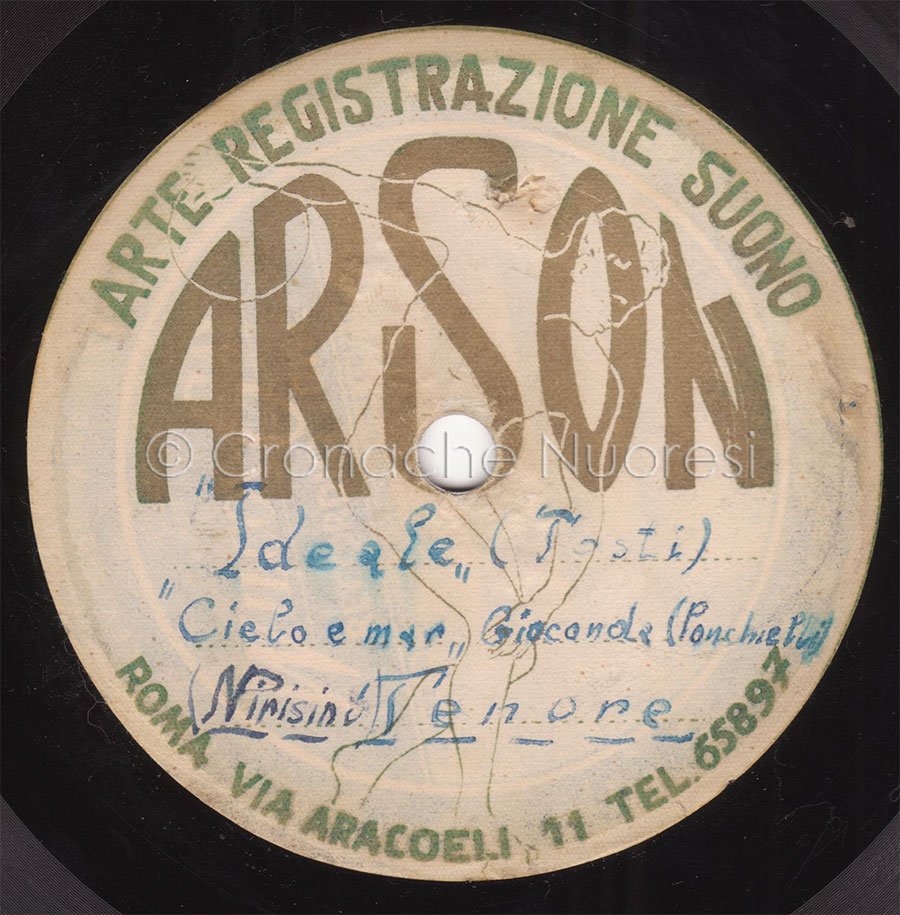 ARTE REGISTRAZIONE SUONO
ARSON
© Cronache Nuoresi
"Ideale„ (Tosti)
"Cielo e mar„ Gioconda (Ponchielli)
(Nirisinu) Tenore
ROMA VIA ARACOELI 11 TEL. 65897